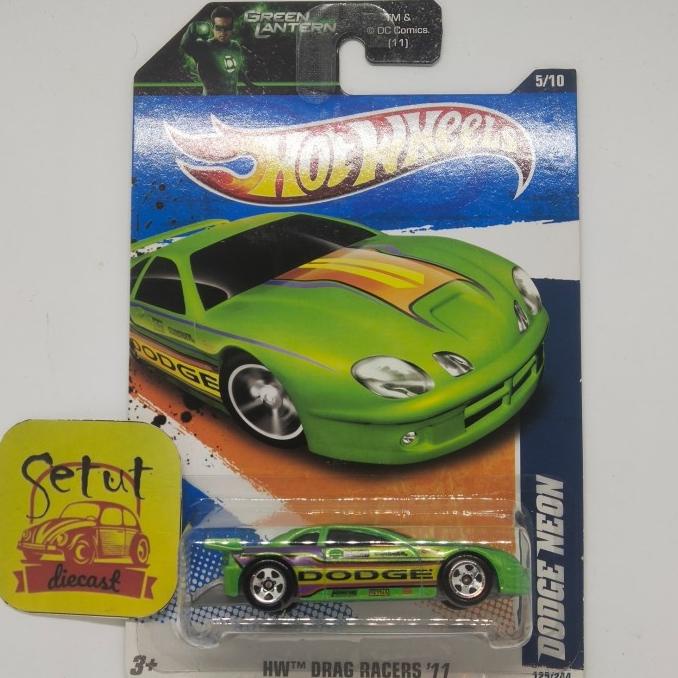 GREEN
LANTERN
TM &
© DC Comics.
(11)
5/10
HOT WHEELS
DODGE
Setut
diecast
DODGE
DODGE NEON
3+
HW™ DRAG RACERS '11